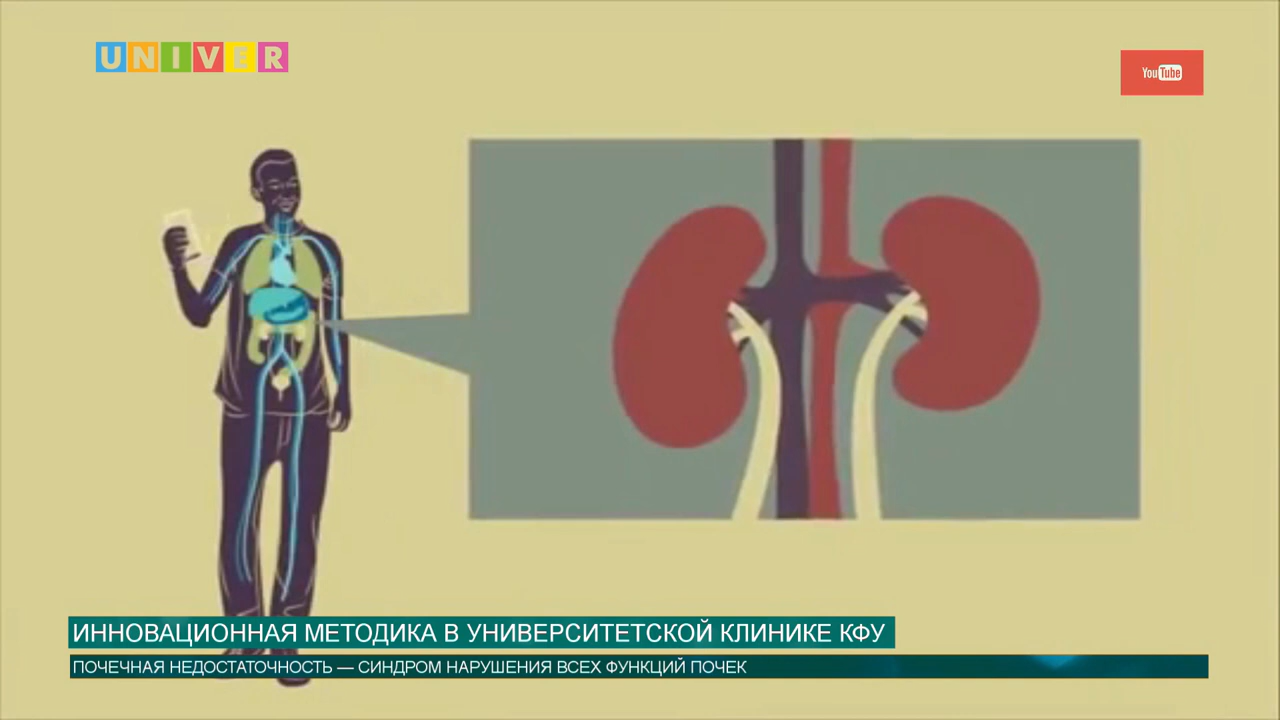 UNIVER
YouTube
ИННОВАЦИОННАЯ МЕТОДИКА В УНИВЕРСИТЕТСКОЙ КЛИНИКЕ КФУ
ПОЧЕЧНАЯ НЕДОСТАТОЧНОСТЬ — СИНДРОМ НАРУШЕНИЯ ВСЕХ ФУНКЦИЙ ПОЧЕК